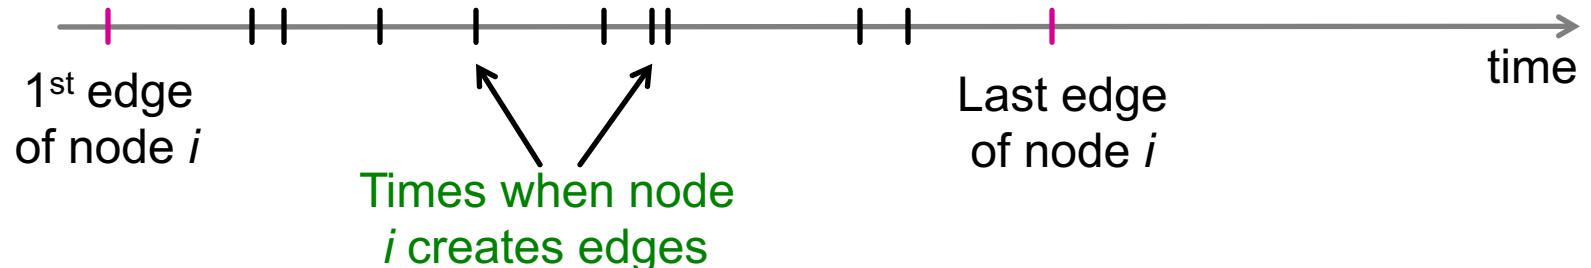 time
1st edge
of node i
Last edge
of node i
Times when node
i creates edges